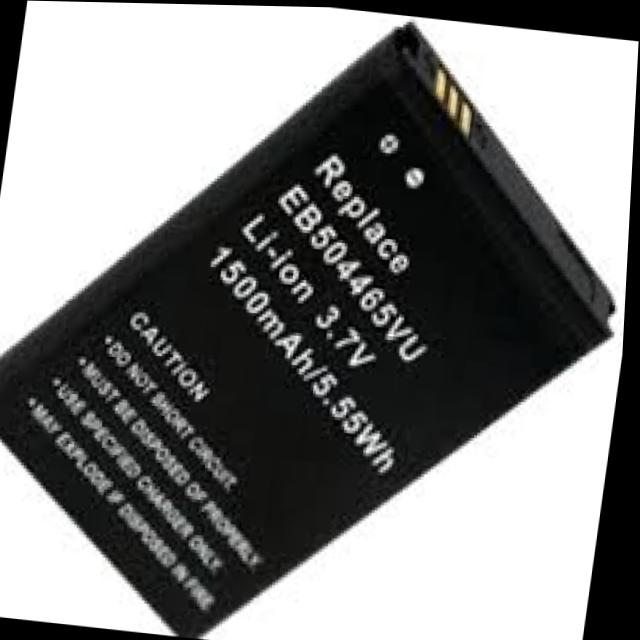 Replace
EB504465VU
Li-ion 3.7V
1500mAh/5.55Wh
CAUTION
•DO NOT SHORT CIRCUIT.
•MUST BE DISPOSED OF PROPERLY.
•USE SPECIFIED CHARGER ONLY.
•MAY EXPLODE IF DISPOSED IN FIRE.